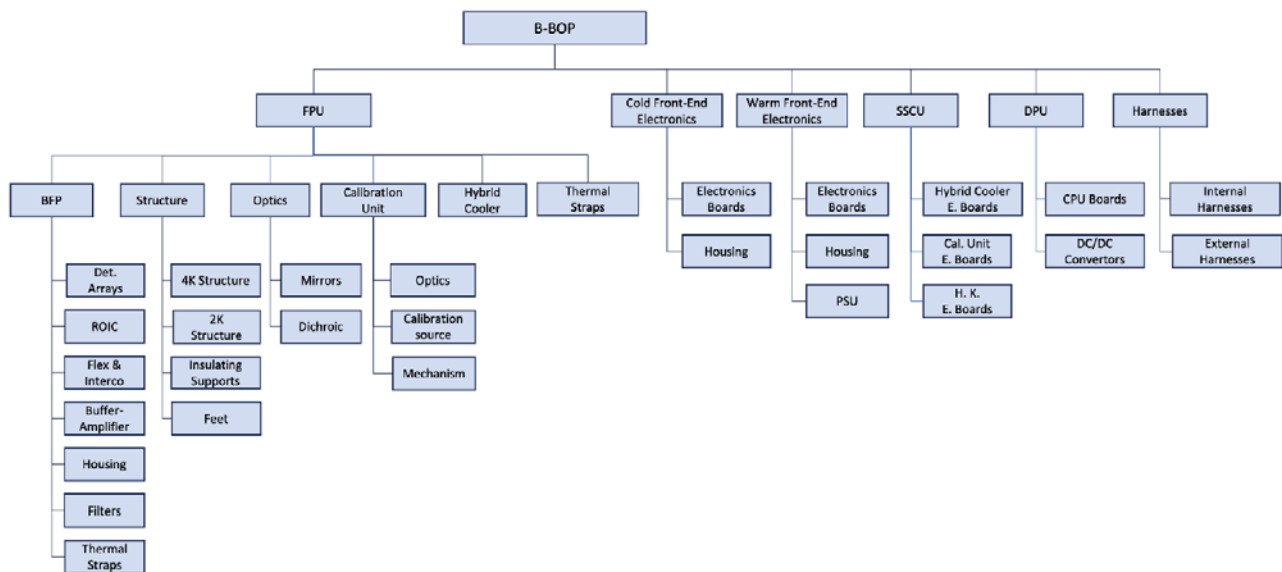 B-BOP
FPU
Cold Front-End
Electronics
Warm Front-End
Electronics
SSCU
DPU
Harnesses
BFP
Structure
Optics
Calibration
Unit
Hybrid
Cooler
Thermal
Straps
Electronics
Boards
Electronics
Boards
Hybrid Cooler
E. Boards
CPU Boards
Internal
Harnesses
Housing
Housing
Cal. Unit
E. Boards
DC/DC
Convertors
External
Harnesses
PSU
H. K.
E. Boards
Det.
Arrays
ROIC
Flex &
Interco
Buffer-
Amplifier
Housing
Filters
Thermal
Straps
4K Structure
2K
Structure
Insulating
Supports
Feet
Mirrors
Dichroic
Optics
Calibration
source
Mechanism